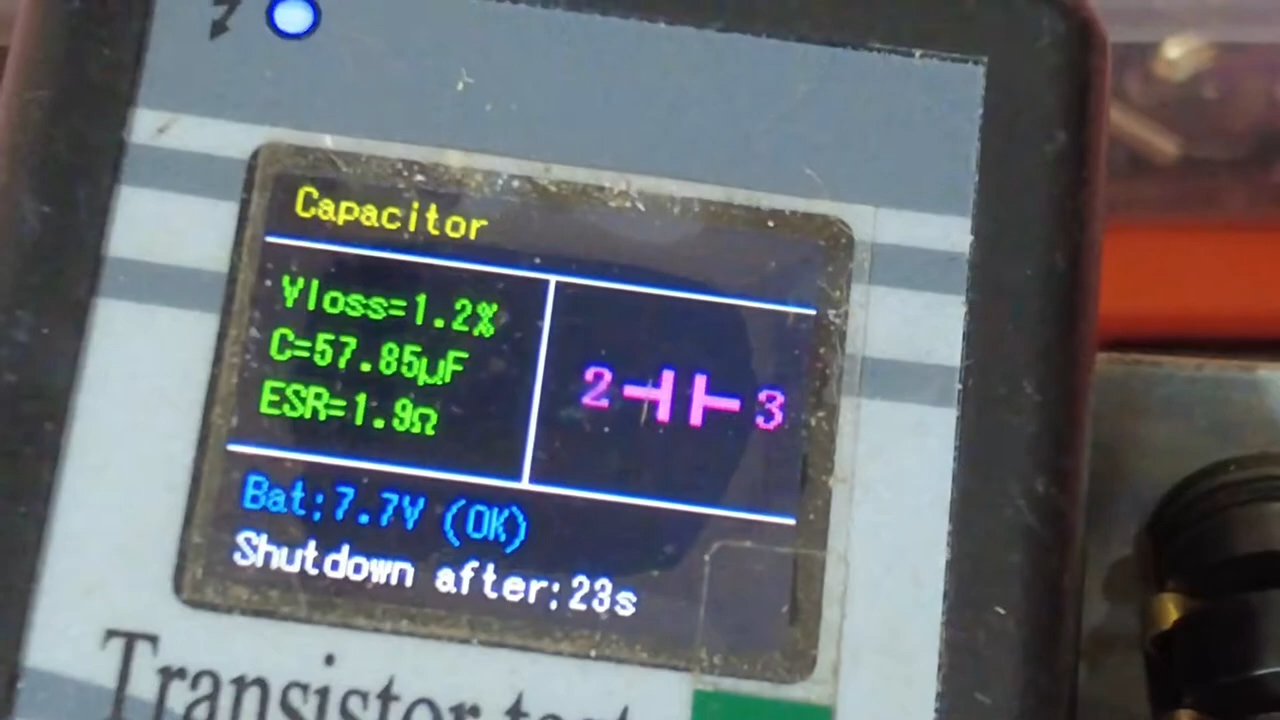 Capacitor
Vloss=1.2%
C=57.85µF
ESR=1.9Ω
2 3
Bat:7.7V (OK)
Shutdown after:23s
Transistor